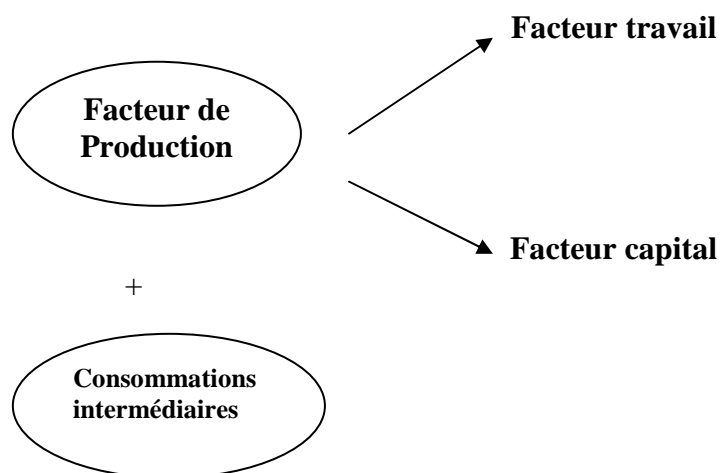 Facteur travail
Facteur de
Production
Facteur capital
+
Consommations
intermédiaires